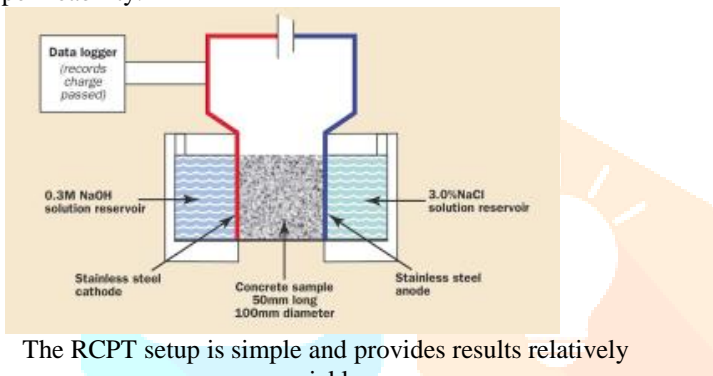 Data logger
(records
charge
passed)
0.3M NaOH
solution reservoir
3.0%NaCl
solution reservoir
Stainless steel
cathode
Concrete sample
50mm long
100mm diameter
Stainless steel
anode
The RCPT setup is simple and provides results relatively